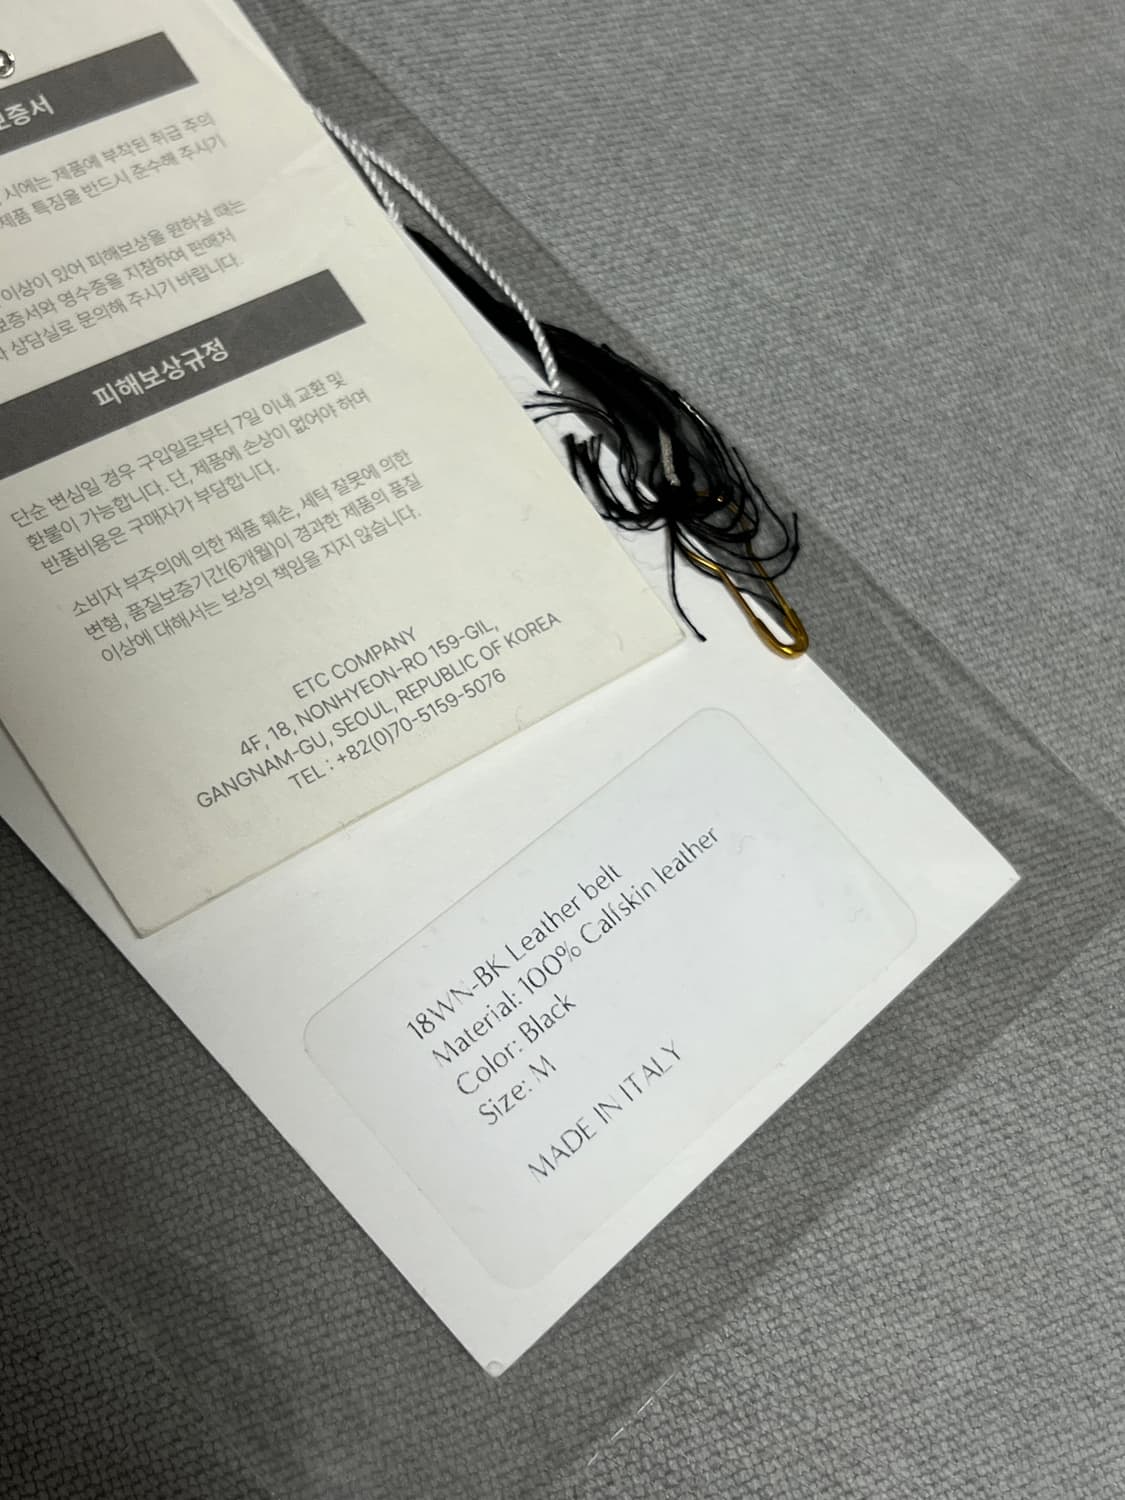 보증서
시에는 제품에 부착된 취급 주의
제품 특징을 반드시 준수해 주시기
이상이 있어 피해보상을 원하실 때는
보증서와 영수증을 지참하여 판매처
상담실로 문의해 주시기 바랍니다.
피해보상규정
단순 변심일 경우 구입일로부터 7일 이내 교환 및
환불이 가능합니다. 단, 제품에 손상이 없어야 하며
반품비용은 구매자가 부담합니다.
소비자 부주의에 의한 제품 훼손, 세탁 잘못에 의한
변형, 품질보증기간(6개월)이 경과한 제품의 품질
이상에 대해서는 보상의 책임을 지지 않습니다.
ETC COMPANY
4F, 18, NONHYEON-RO 159-GIL,
GANGNAM-GU, SEOUL, REPUBLIC OF KOREA
TEL : +82(0)70-5159-5076
18WN-BK Leather belt
Material: 100% Calfskin leather
Color: Black
Size: M
MADE IN ITALY